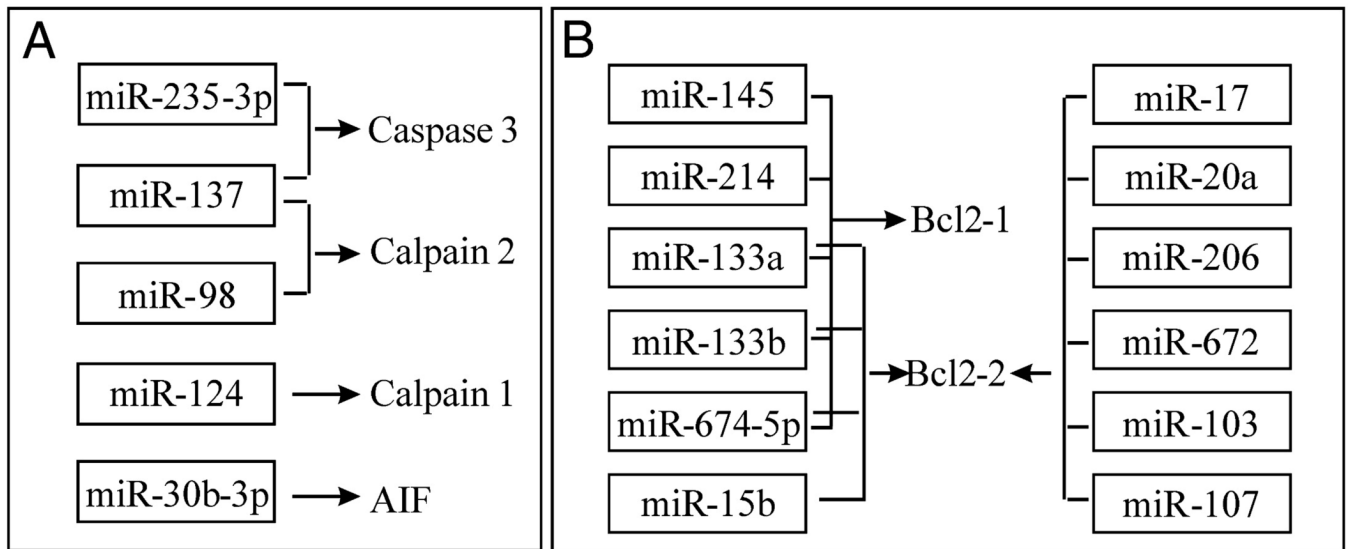 A
miR-235-3p
Caspase 3
miR-137
Calpain 2
miR-98
miR-124
Calpain 1
miR-30b-3p
AIF
B
miR-145
miR-214
miR-133a
miR-133b
miR-674-5p
miR-15b
Bcl2-1
Bcl2-2
miR-17
miR-20a
miR-206
miR-672
miR-103
miR-107